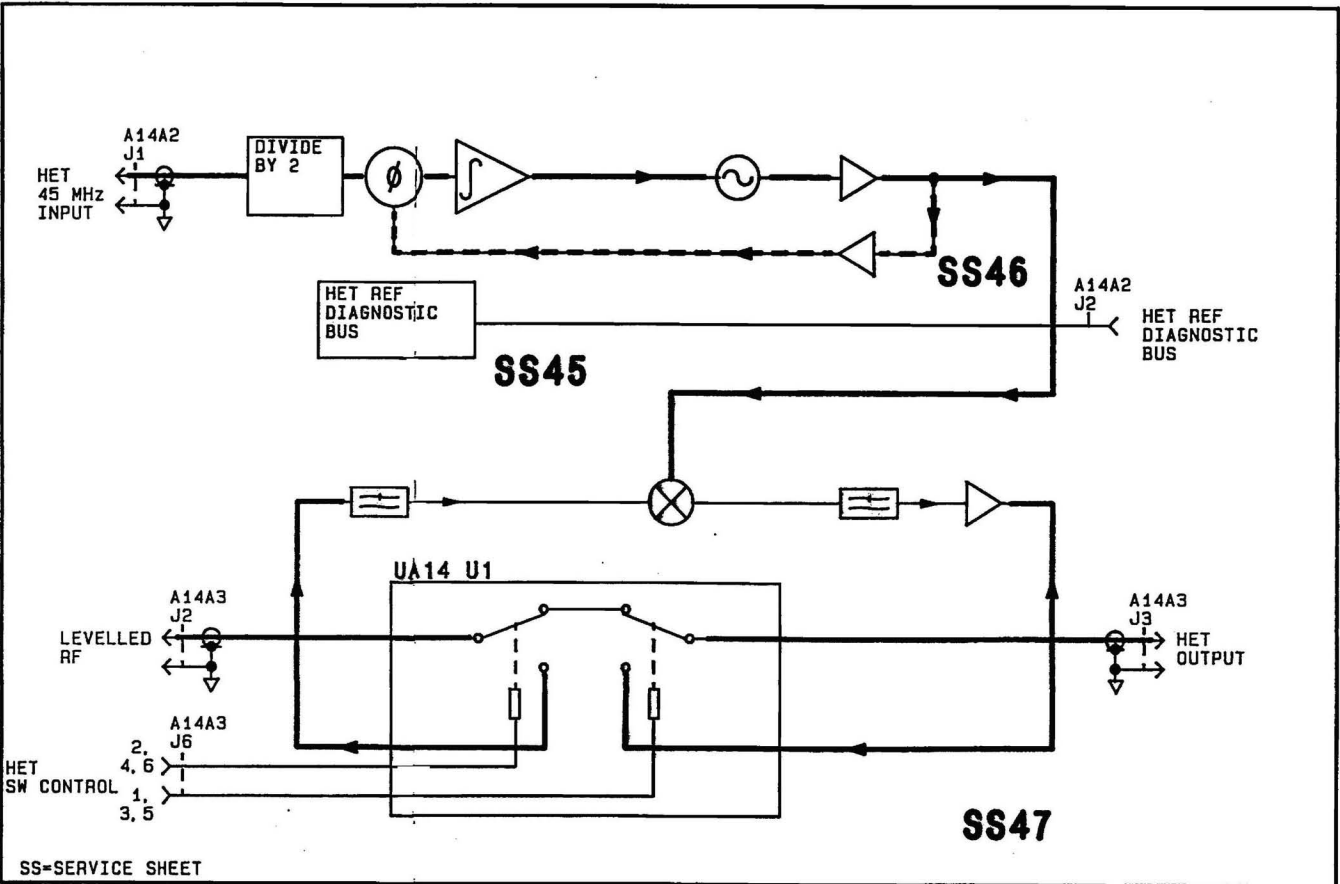 A14A2
J1
HET
45 MHz
INPUT
DIVIDE
BY 2
ø
∫
SS46
HET REF
DIAGNOSTIC
BUS
SS45
A14A2
J2
HET REF
DIAGNOSTIC
BUS
UA14 U1
A14A3
J2
LEVELLED
RF
A14A3
J3
HET
OUTPUT
A14A3
J6
2,
4,6
HET
SW CONTROL
1,
3,5
SS47
SS=SERVICE SHEET